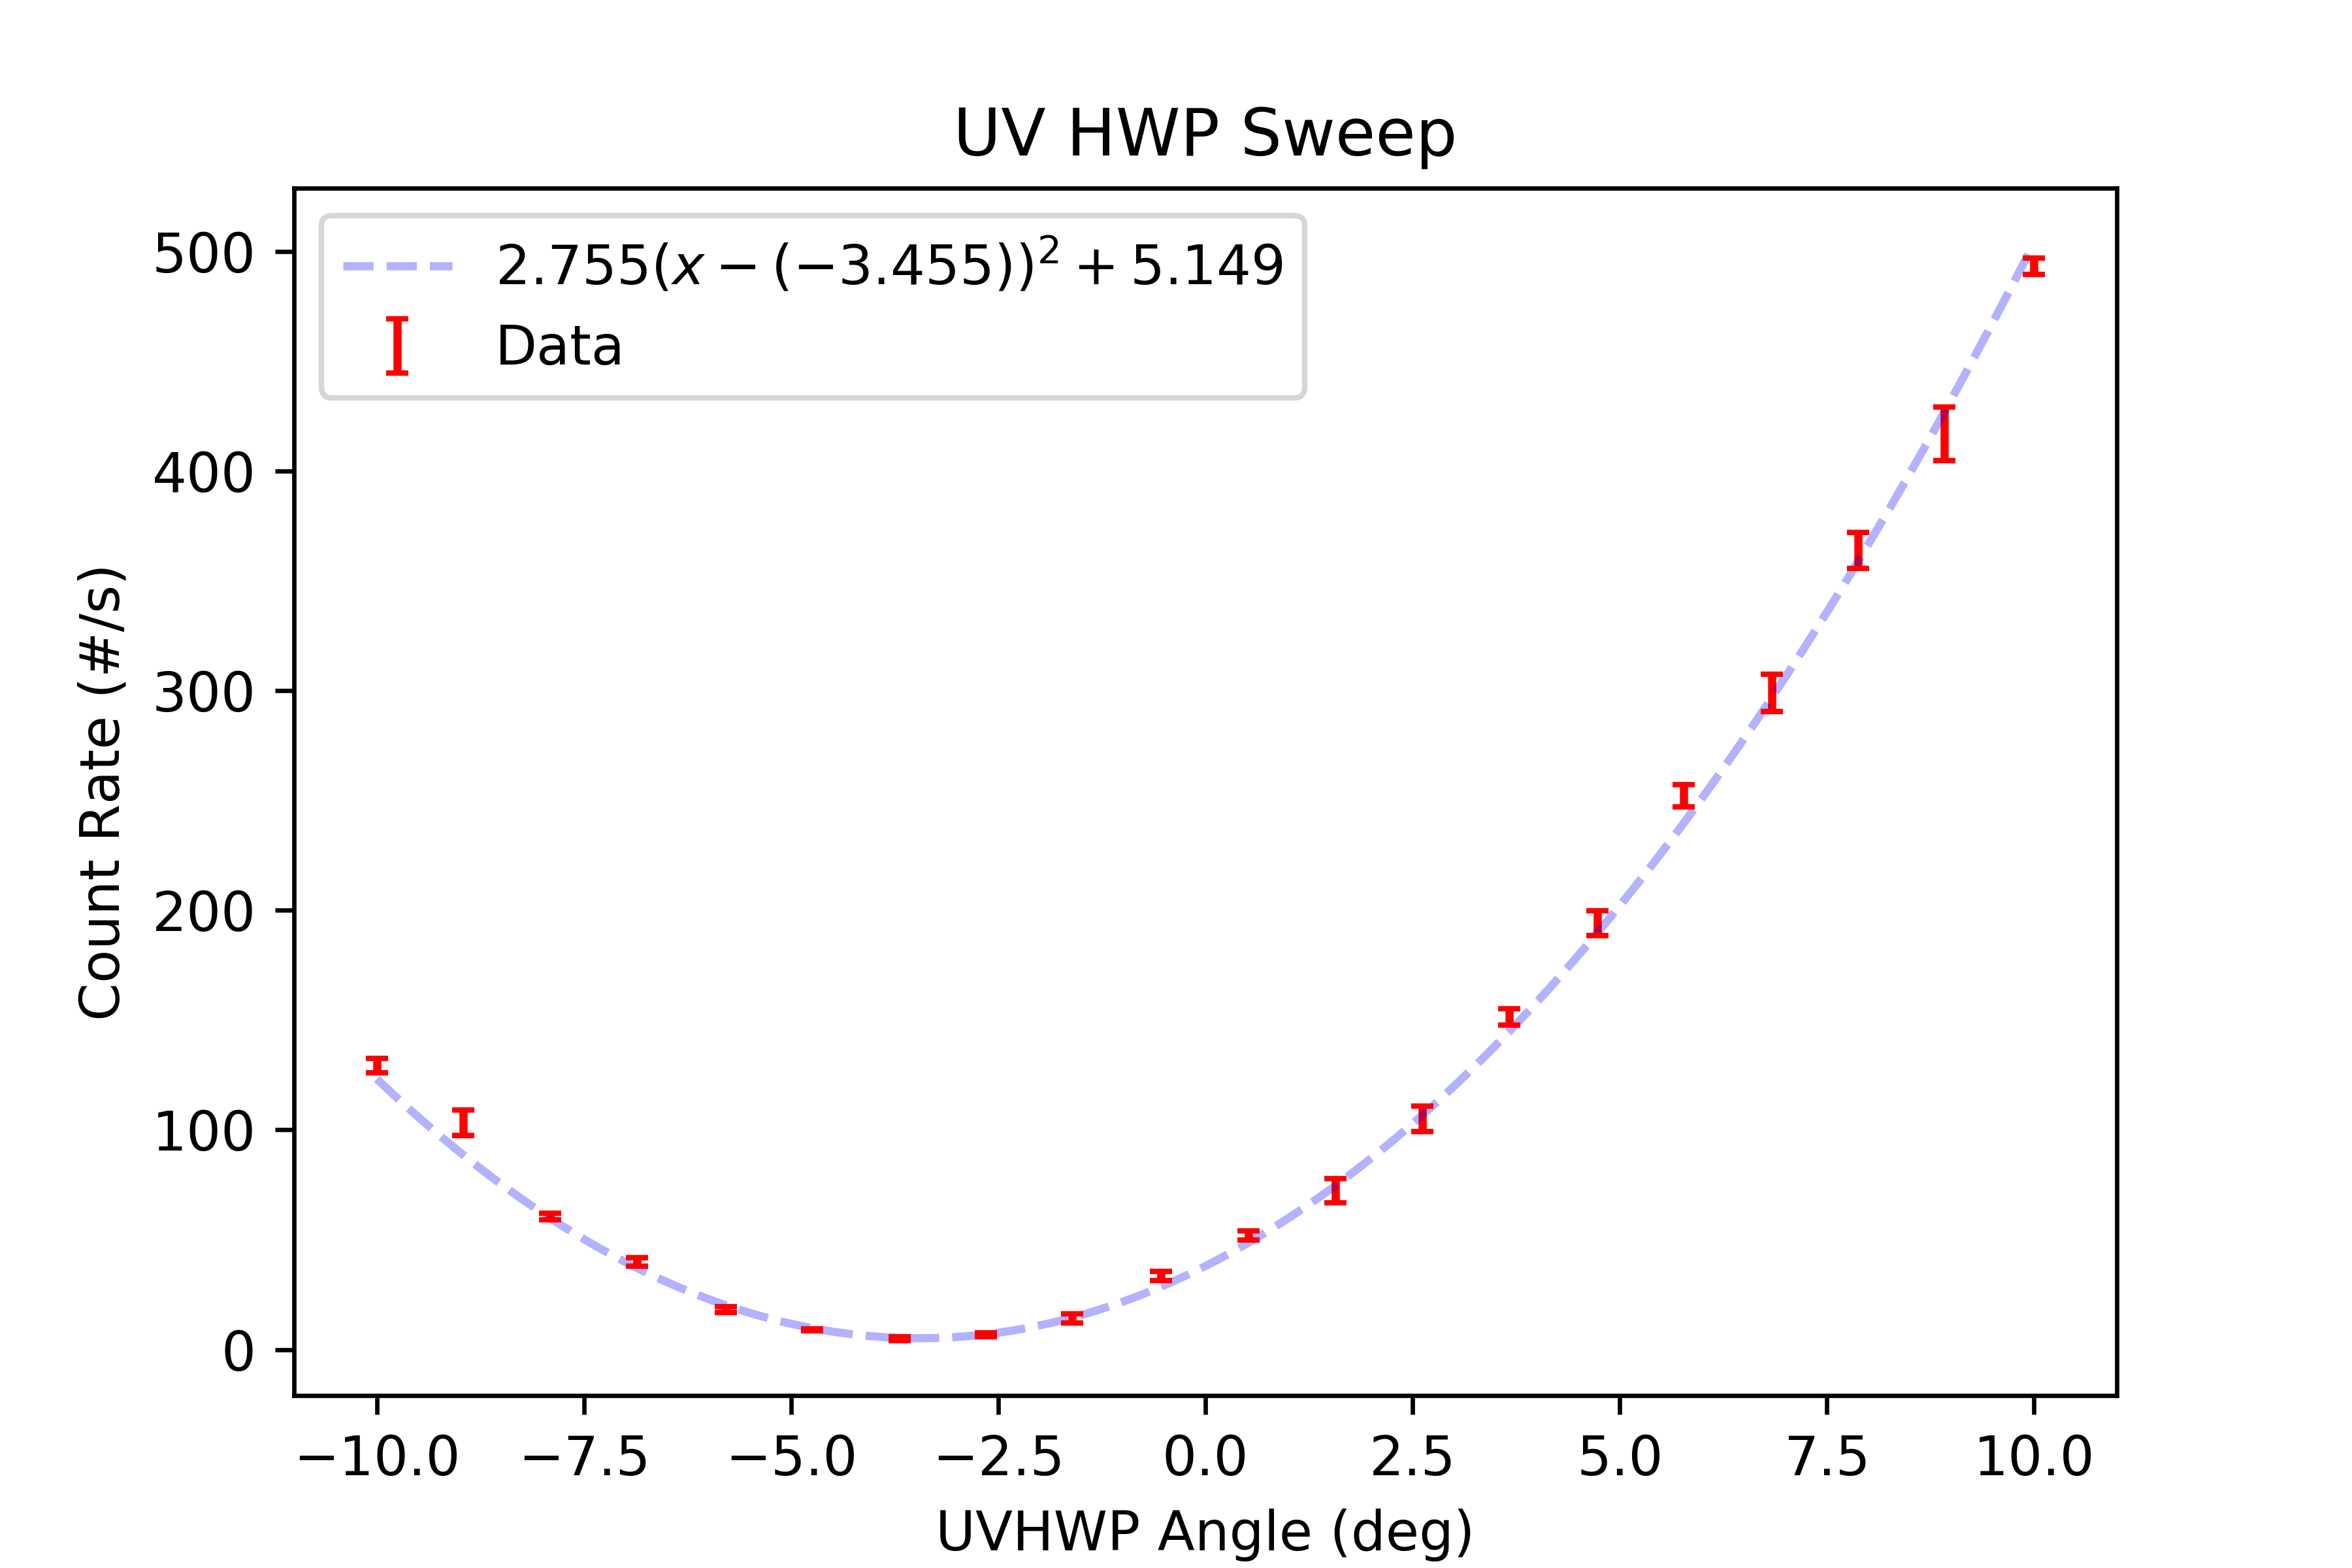 UV HWP Sweep
2.755(x − (−3.455))² + 5.149
Data
Count Rate (#/s)
500
400
300
200
100
0
−10.0 −7.5 −5.0 −2.5 0.0 2.5 5.0 7.5 10.0
UVHWP Angle (deg)